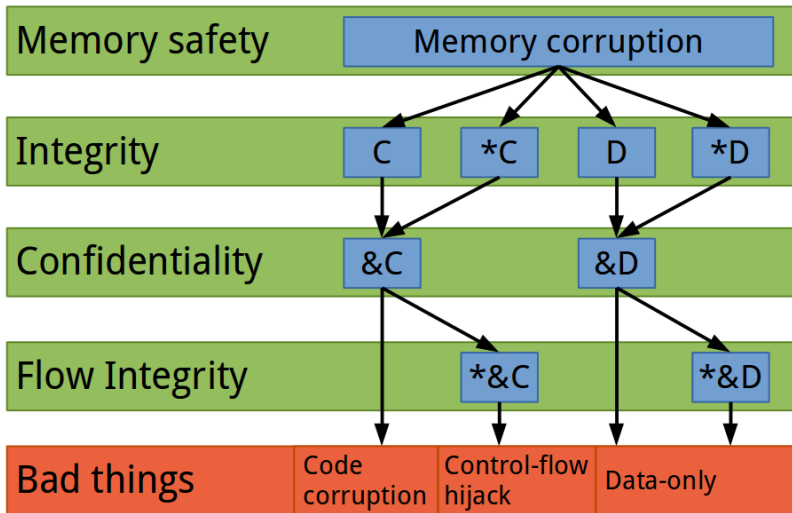 Memory safety
Memory corruption
Integrity
C
*C
D
*D
Confidentiality
&C
&D
Flow Integrity
*&C
*&D
Bad things
Code
corruption
Control-flow
hijack
Data-only